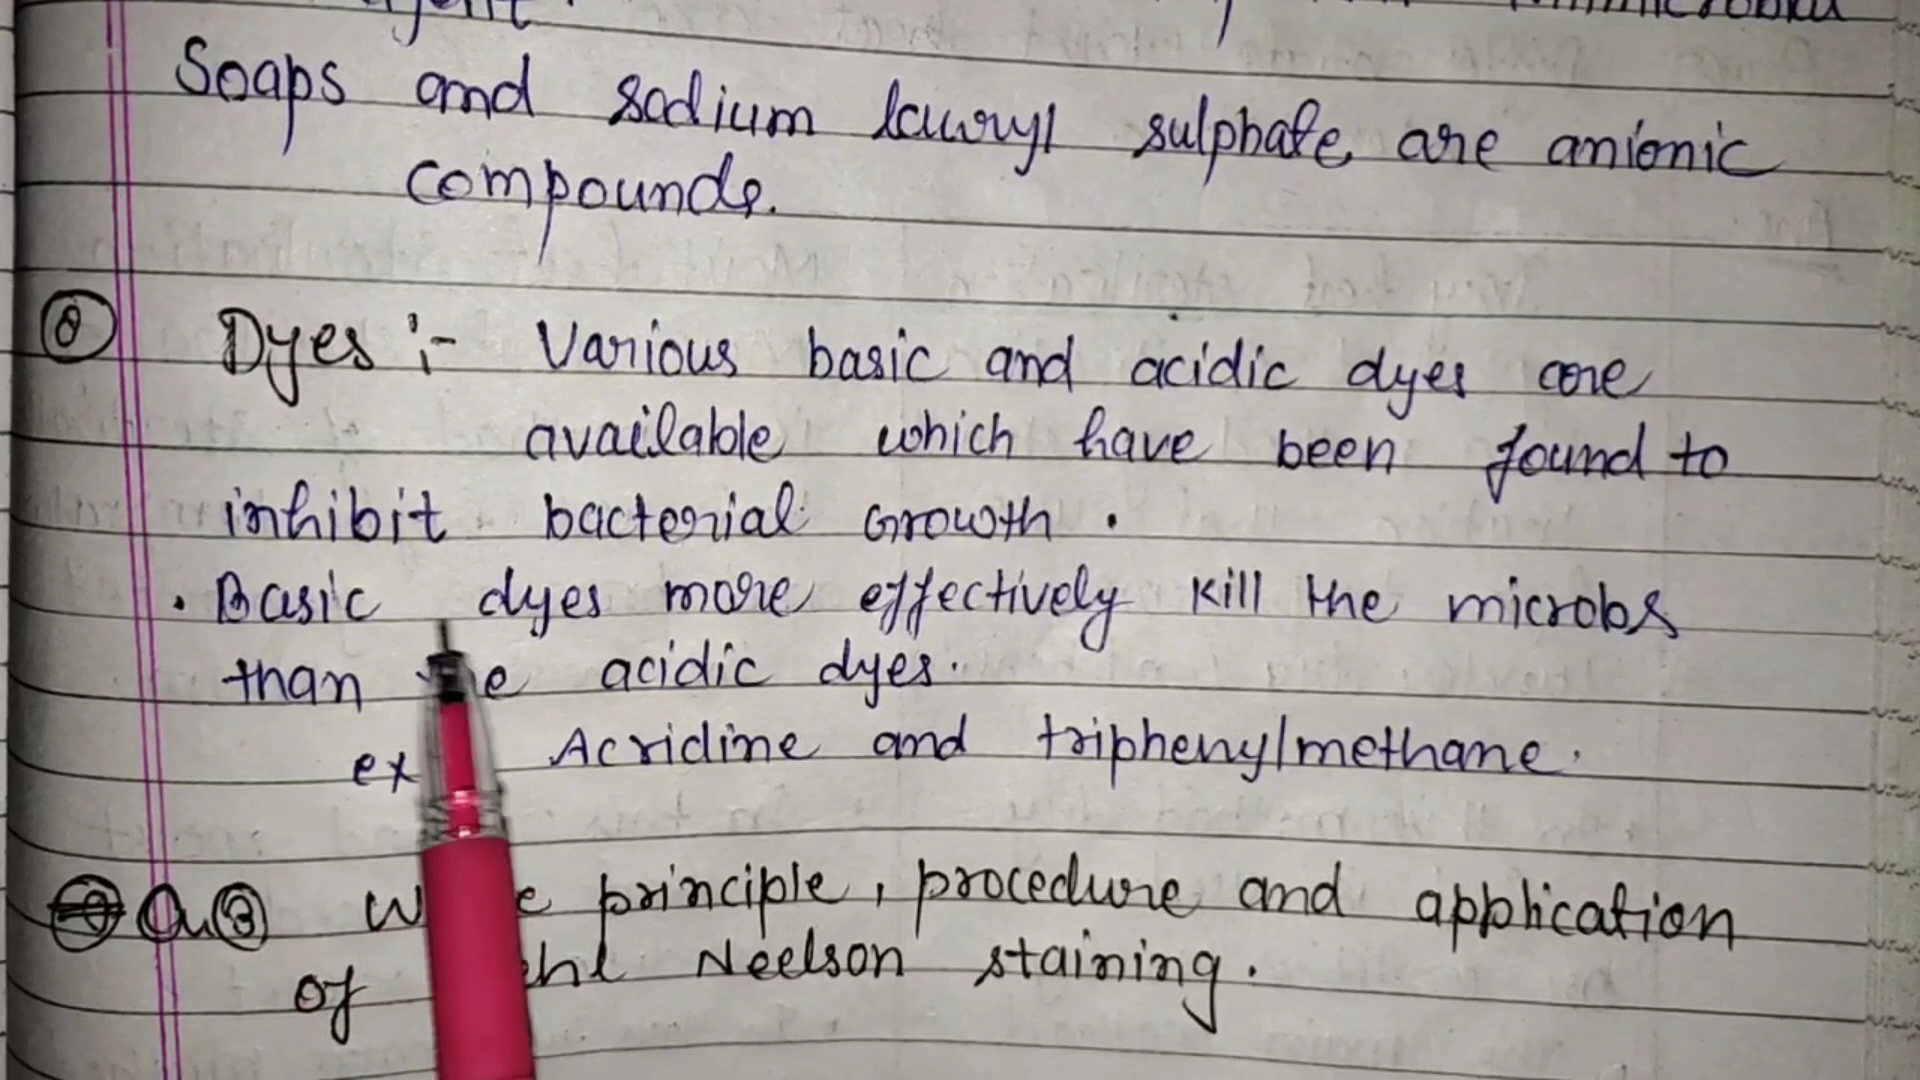 Soaps and sodium lauryl sulphate are anionic
compounds.
8 Dyes :- Various basic and acidic dyes are
available which have been found to
inhibit bacterial Growth.
. Basic dyes more effectively kill the microbs
than acidic dyes.
ex Acridine and triphenylmethane.
Qu. 3 principle, procedure and application
of Neelson staining.